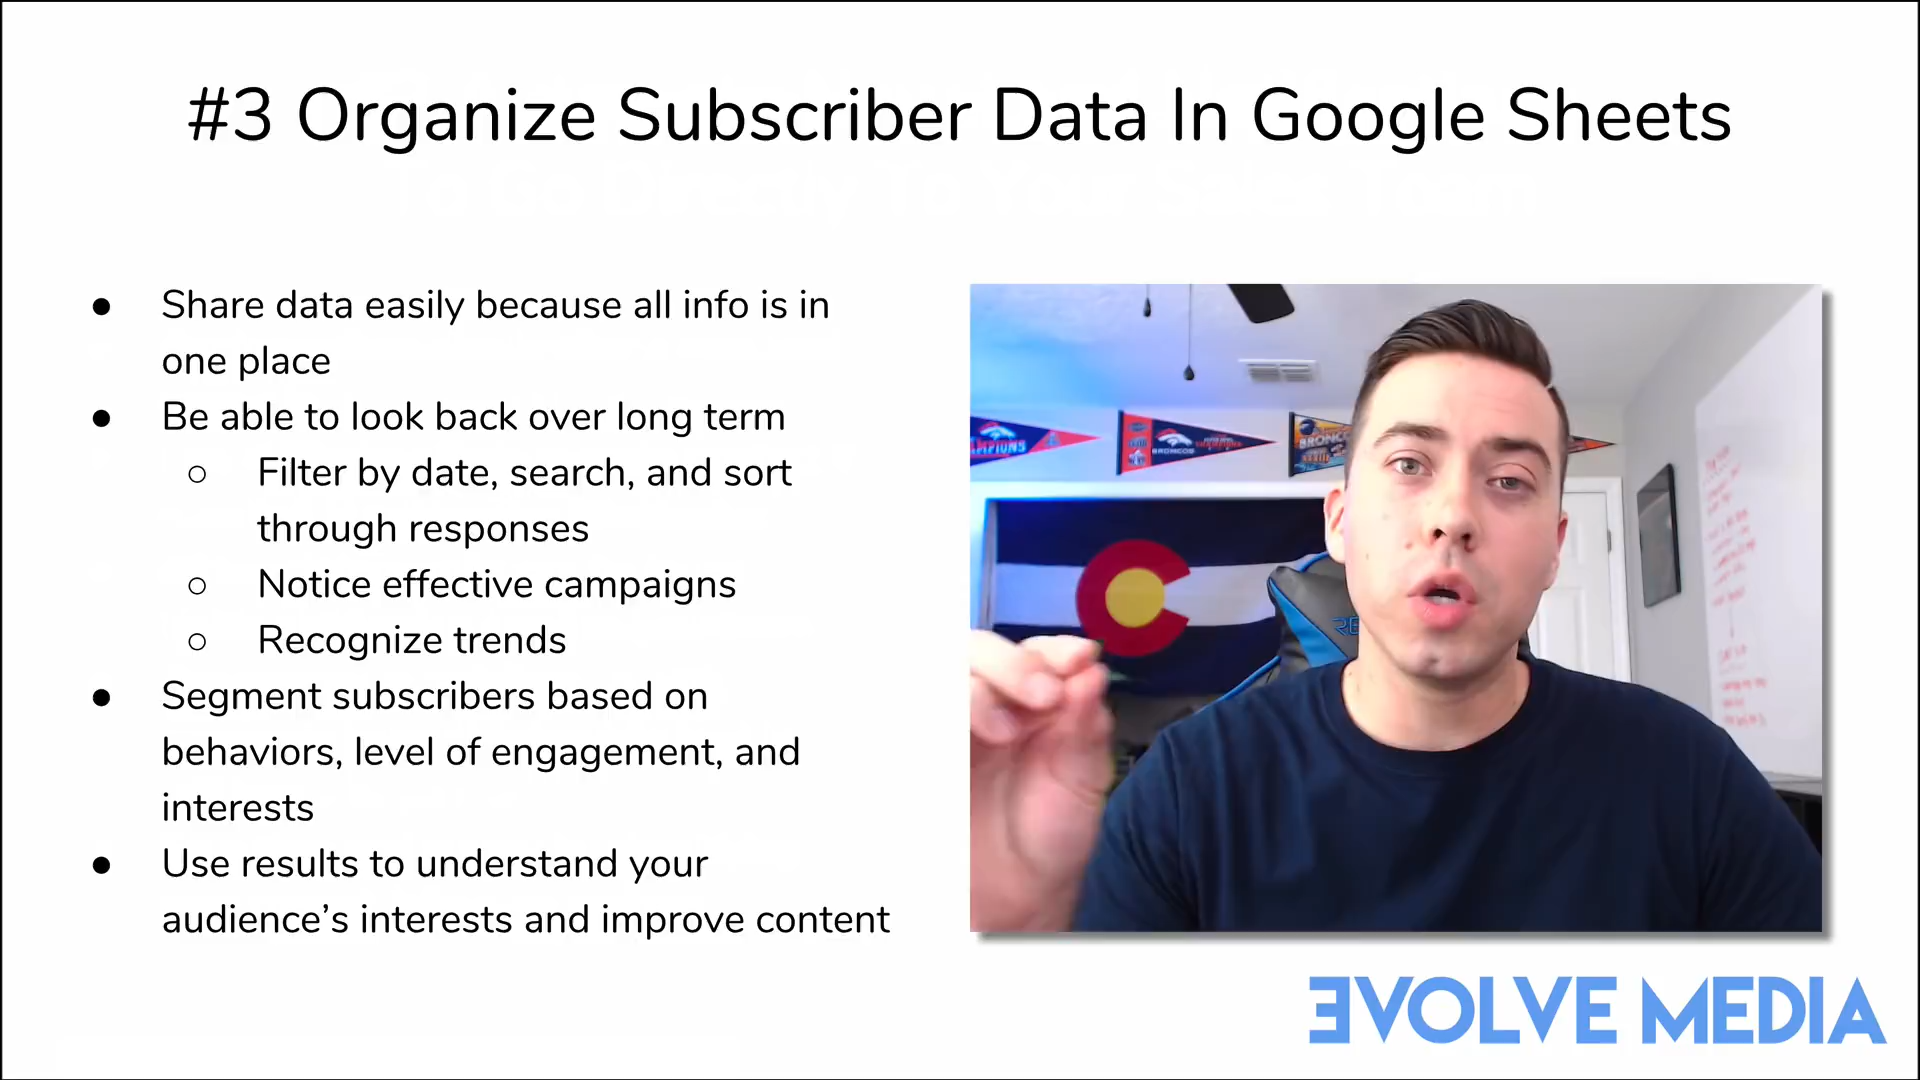 #3 Organize Subscriber Data In Google Sheets
● Share data easily because all info is in
one place
● Be able to look back over long term
○ Filter by date, search, and sort
through responses
○ Notice effective campaigns
○ Recognize trends
● Segment subscribers based on
behaviors, level of engagement, and
interests
● Use results to understand your
audience’s interests and improve content
BRONCOS
BRONCO
RE
EVOLVE MEDIA